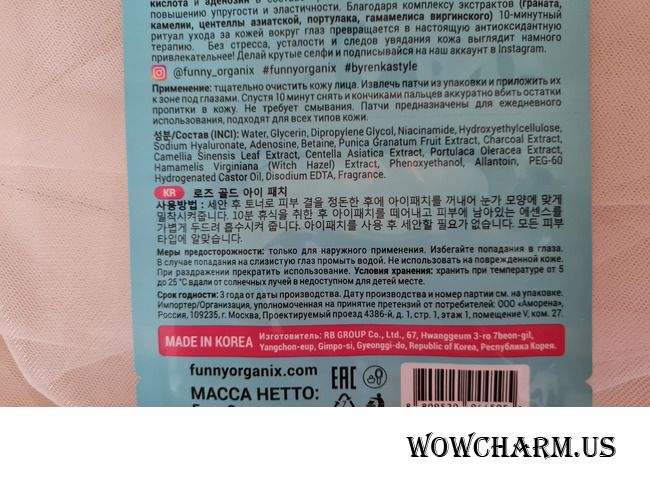 кислота и аденозин в составе
повышению упругости и эластичности. Благодаря комплексу экстрактов (граната,
камелии, центеллы азиатской, портулака, гамамелиса виргинского) 10-минутный
ритуал ухода за кожей вокруг глаз превращается в настоящую антиоксидантную
терапию. Без стресса, усталости и следов увядания кожа выглядит намного
привлекательнее! Делай крутые селфи и подписывайся на наш аккаунт в Instagram.
@funny_organix #funnyorganix #byrenkastyle
Применение: тщательно очистить кожу лица. Извлечь патчи из упаковки и приложить их
к зоне под глазами. Спустя 10 минут снять и кончиками пальцев аккуратно вбить остатки
пропитки в кожу. Не требует смывания. Патчи предназначены для ежедневного
использования, подходят для всех типов кожи.
성분/Состав (INCI): Water, Glycerin, Dipropylene Glycol, Niacinamide, Hydroxyethylcellulose,
Sodium Hyaluronate, Adenosine, Betaine, Punica Granatum Fruit Extract, Charcoal Extract,
Camellia Sinensis Leaf Extract, Centella Asiatica Extract, Portulaca Oleracea Extract,
Hamamelis Virginiana (Witch Hazel) Extract, Phenoxyethanol, Allantoin, PEG-60
Hydrogenated Castor Oil, Disodium EDTA, Fragrance.
KR 로즈 골드 아이 패치
사용방법 : 세안 후 토너로 피부 결을 정돈한 후에 아이패치를 꺼내어 눈가 모양에 맞게
밀착시켜줍니다. 10분 휴식을 취한 후 아이패치를 떼어내고 피부에 남아있는 에센스를
가볍게 두드려 흡수시켜 줍니다. 아이패치를 사용 후 세안할 필요가 없습니다. 모든 피부
타입에 알맞습니다.
Меры предосторожности: только для наружного применения. Избегайте попадания в глаза.
В случае попадания на слизистую глаз промыть водой. Не использовать на поврежденной коже.
При раздражении прекратить использование. Условия хранения: хранить при температуре от 5
до 25 °C вдали от солнечных лучей в недоступном для детей месте.
Срок годности: 3 года от даты производства. Дату производства и номер партии см. на упаковке.
Импортер/Организация, уполномоченная на принятие претензий от потребителей: ООО «Аморена»,
Россия, 109235, г. Москва, Проектируемый проезд 4386-й, д. 1, стр. 1, этаж 1, помещение V, ком. 27.
MADE IN KOREA
Изготовитель: RB GROUP Co., Ltd., 67, Hwanggeum 3-ro 7beon-gil,
Yangchon-eup, Gimpo-si, Gyeonggi-do, Republic of Korea, Республика Корея.
funnyorganix.com
EAC
МАССА НЕТТО:
7
WOWCHARM.US